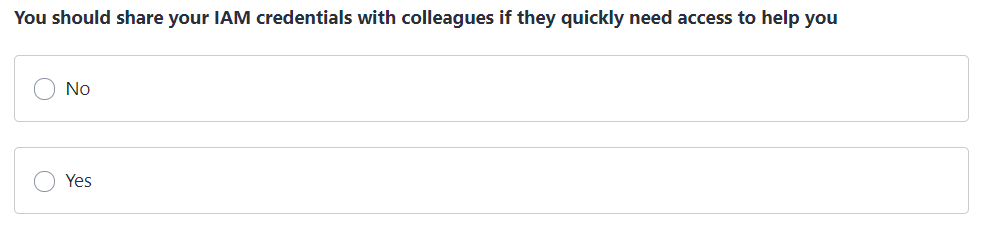 You should share your IAM credentials with colleagues if they quickly need access to help you
No
Yes